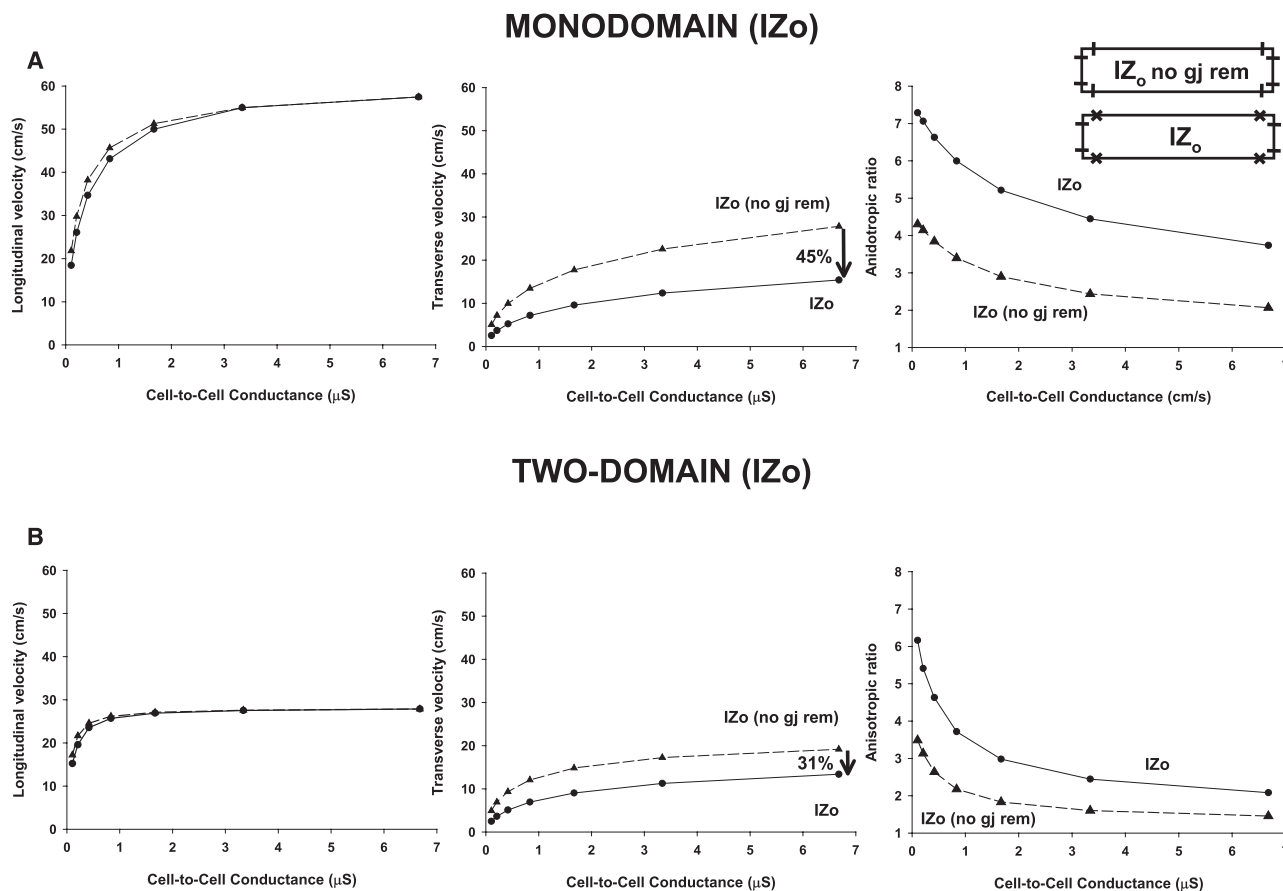 MONODOMAIN (IZo)
A
Longitudinal velocity (cm/s)
60
50
40
30
20
10
0
0 1 2 3 4 5 6 7
Cell-to-Cell Conductance (μS)
Transverse velocity (cm/s)
60
50
40
30
20
10
0
IZo (no gj rem)
45%
IZo
0 1 2 3 4 5 6 7
Cell-to-Cell Conductance (μS)
Anidotropic ratio
8
7
6
5
4
3
2
1
IZo no gj rem
IZo
IZo
IZo (no gj rem)
0 1 2 3 4 5 6 7
Cell-to-Cell Conductance (cm/s)
TWO-DOMAIN (IZo)
B
Longitudinal velocity (cm/s)
60
50
40
30
20
10
0
0 1 2 3 4 5 6 7
Cell-to-Cell Conductance (μS)
Transverse velocity (cm/s)
60
50
40
30
20
10
0
IZo (no gj rem)
31%
IZo
0 1 2 3 4 5 6 7
Cell-to-Cell Conductance (μS)
Anisotropic ratio
8
7
6
5
4
3
2
1
IZo
IZo (no gj rem)
0 1 2 3 4 5 6 7
Cell-to-Cell Conductance (μS)